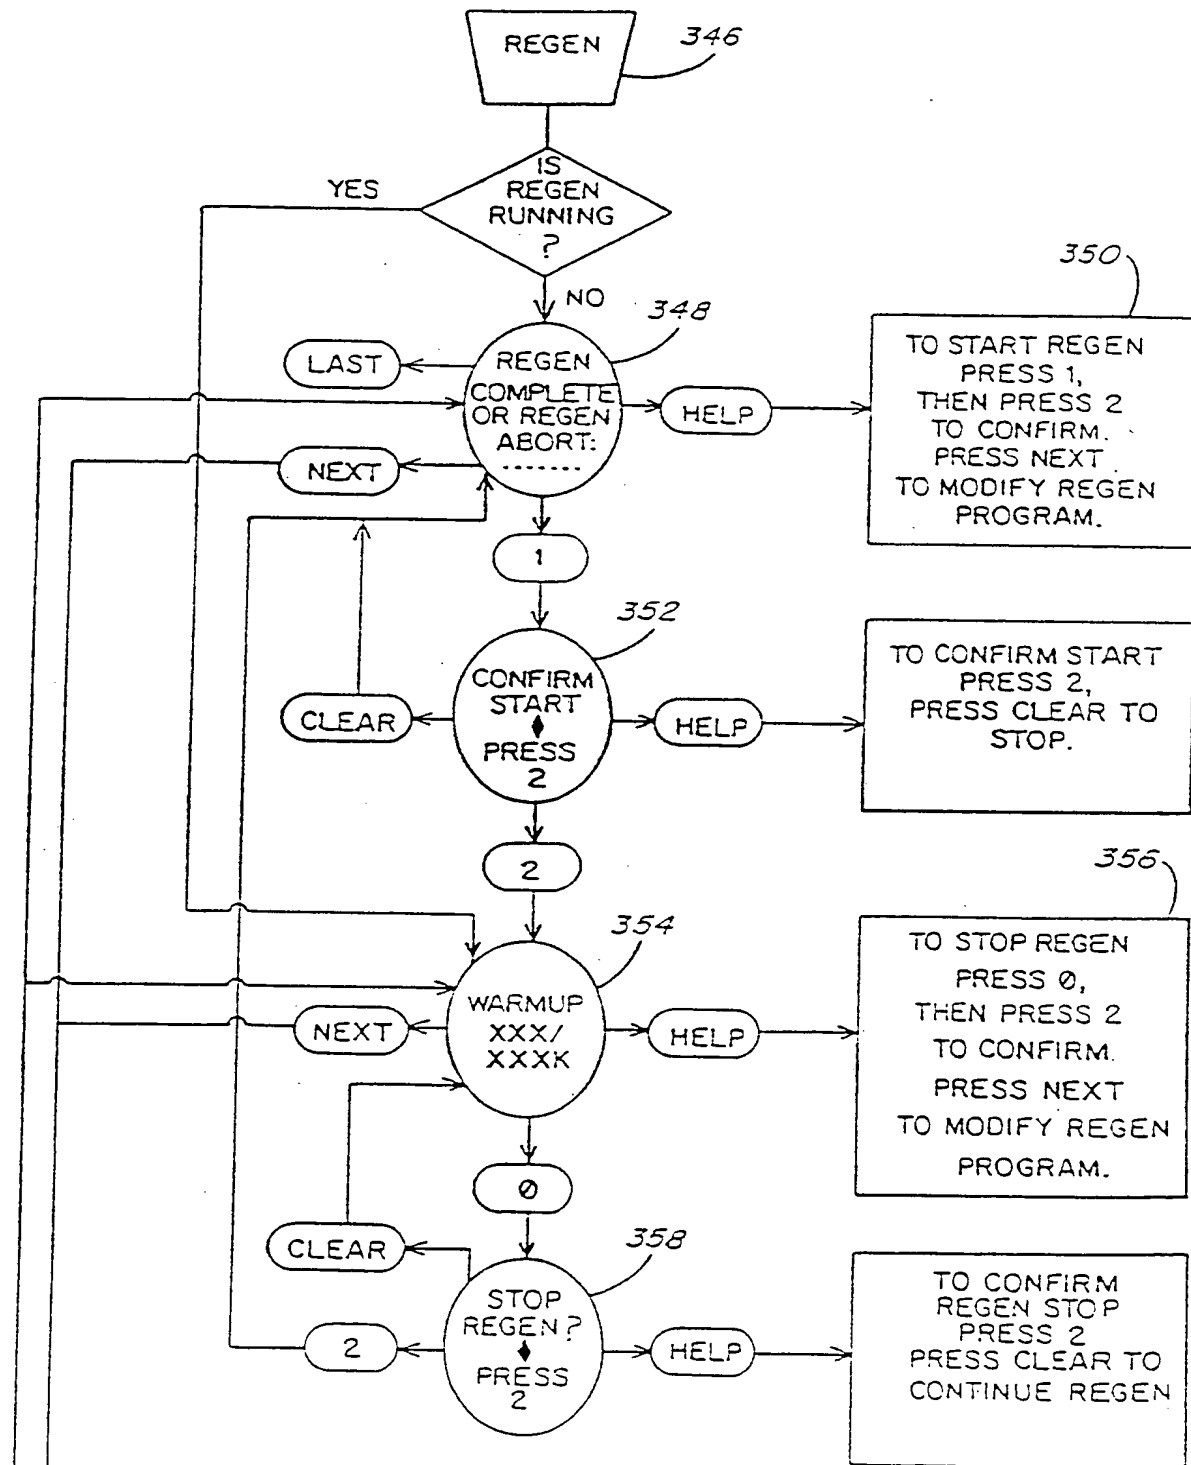 REGEN
346
IS
REGEN
RUNNING
?
YES
NO
348
350
LAST
REGEN
COMPLETE
OR REGEN
ABORT:
.......
HELP
TO START REGEN
PRESS 1,
THEN PRESS 2
TO CONFIRM.
PRESS NEXT
TO MODIFY REGEN
PROGRAM.
NEXT
1
352
CLEAR
CONFIRM
START
♦
PRESS
2
HELP
TO CONFIRM START
PRESS 2,
PRESS CLEAR TO
STOP.
2
354
356
NEXT
WARMUP
XXX/
XXXK
HELP
TO STOP REGEN
PRESS 0,
THEN PRESS 2
TO CONFIRM.
PRESS NEXT
TO MODIFY REGEN
PROGRAM.
0
358
CLEAR
2
STOP
REGEN?
♦
PRESS
2
HELP
TO CONFIRM
REGEN STOP
PRESS 2
PRESS CLEAR TO
CONTINUE REGEN